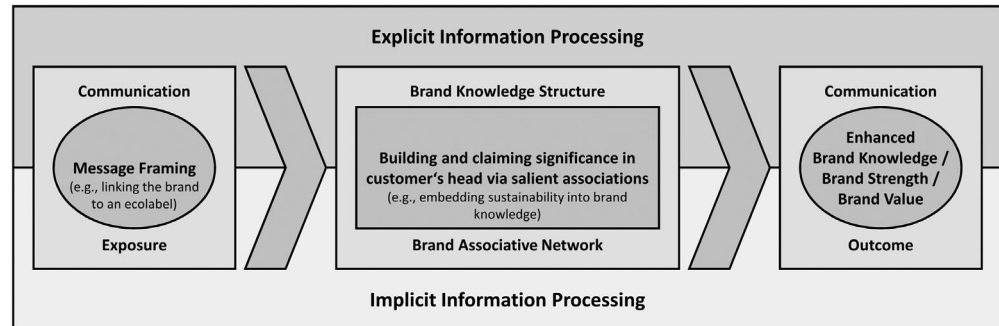 Explicit Information Processing
Communication
Message Framing
(e.g., linking the brand
to an ecolabel)
Exposure
Brand Knowledge Structure
Building and claiming significance in
customer‘s head via salient associations
(e.g., embedding sustainability into brand
knowledge)
Brand Associative Network
Communication
Enhanced
Brand Knowledge /
Brand Strength /
Brand Value
Outcome
Implicit Information Processing